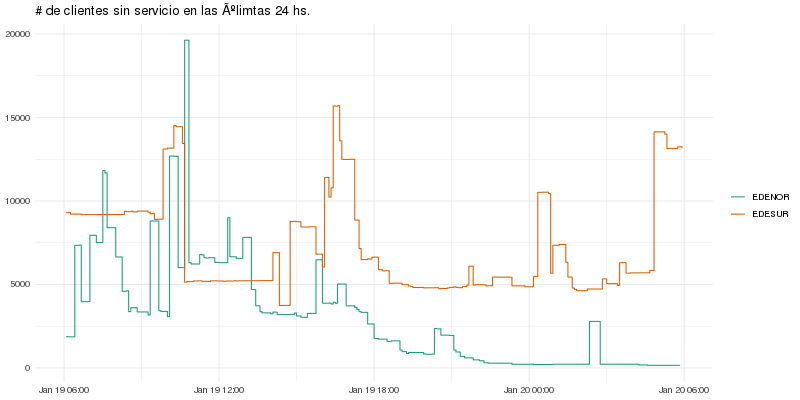 # de clientes sin servicio en las Ãºlimtas 24 hs.
20000
15000
10000
5000
0
Jan 19 06:00
Jan 19 12:00
Jan 19 18:00
Jan 20 00:00
Jan 20 06:00
EDENOR
EDESUR